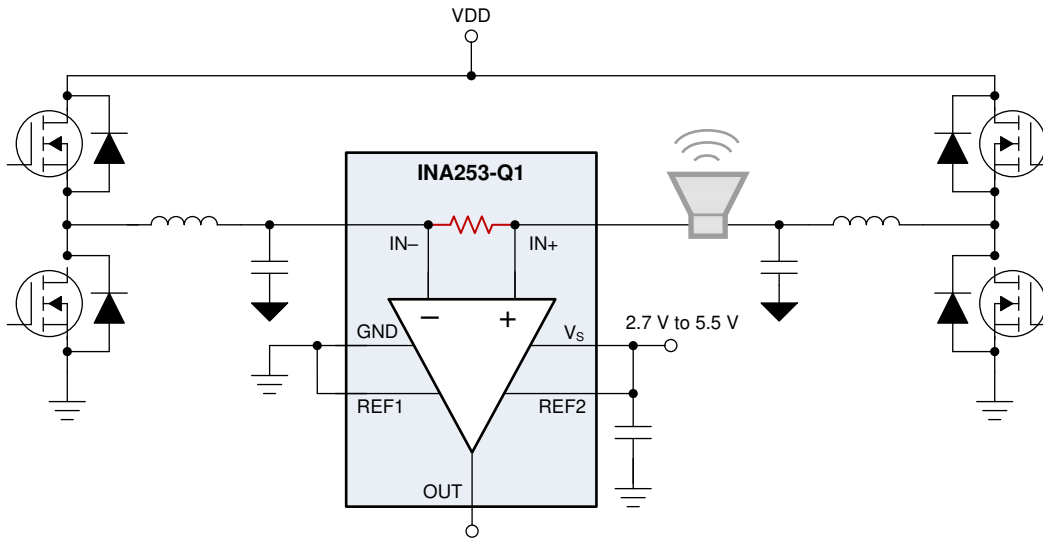 VDD
INA253-Q1
IN–
IN+
–
+
GND
VS
2.7 V to 5.5 V
REF1
REF2
OUT